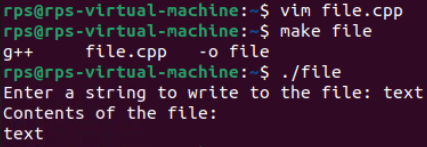 rps@rps-virtual-machine:~$ vim file.cpp
rps@rps-virtual-machine:~$ make file
g++     file.cpp   -o file
rps@rps-virtual-machine:~$ ./file
Enter a string to write to the file: text
Contents of the file:
text